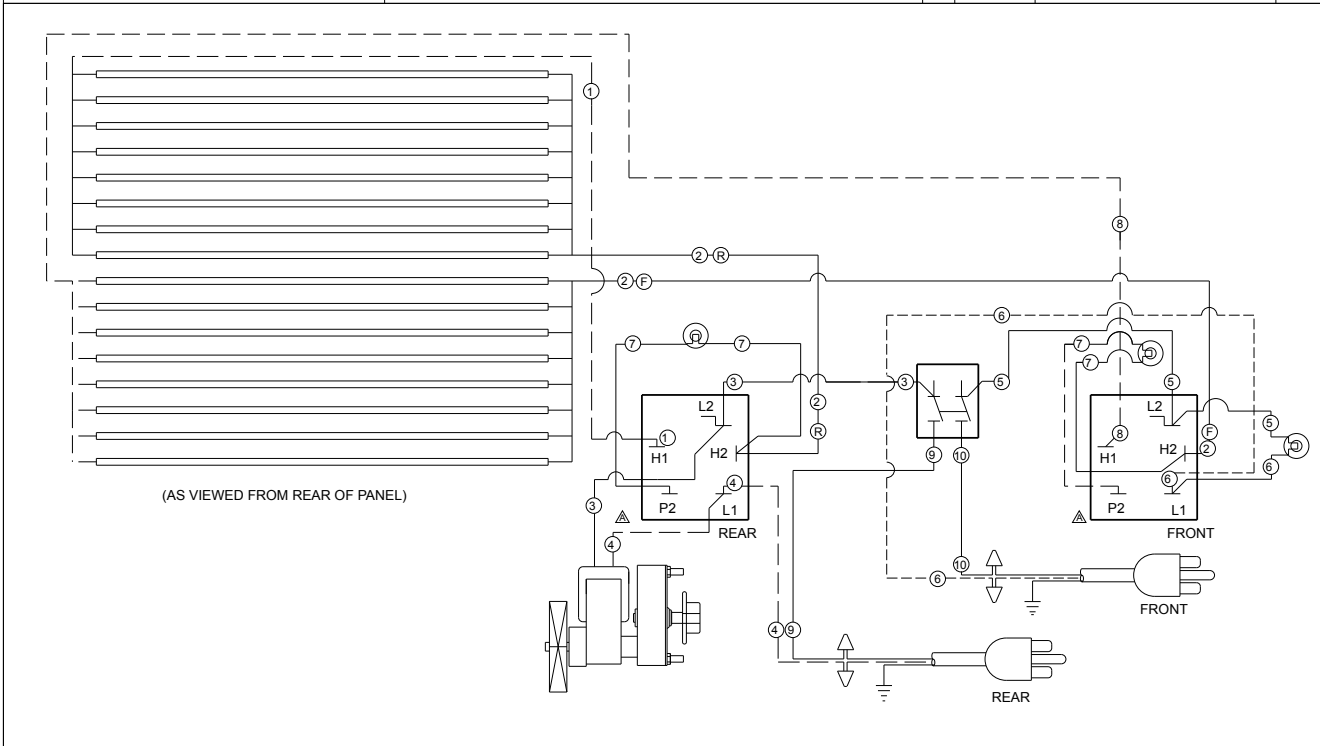 1
8
2 R
2 F
6
7 7
7
7
3
3 5
5
2
L2
L2
R
F
5
1
H1
H2
8
H1
H2
2
9 10
6
4
6
P2
L1
P2
L1
(AS VIEWED FROM REAR OF PANEL)
3
A
REAR
A
FRONT
4
10
6
FRONT
4 9
REAR